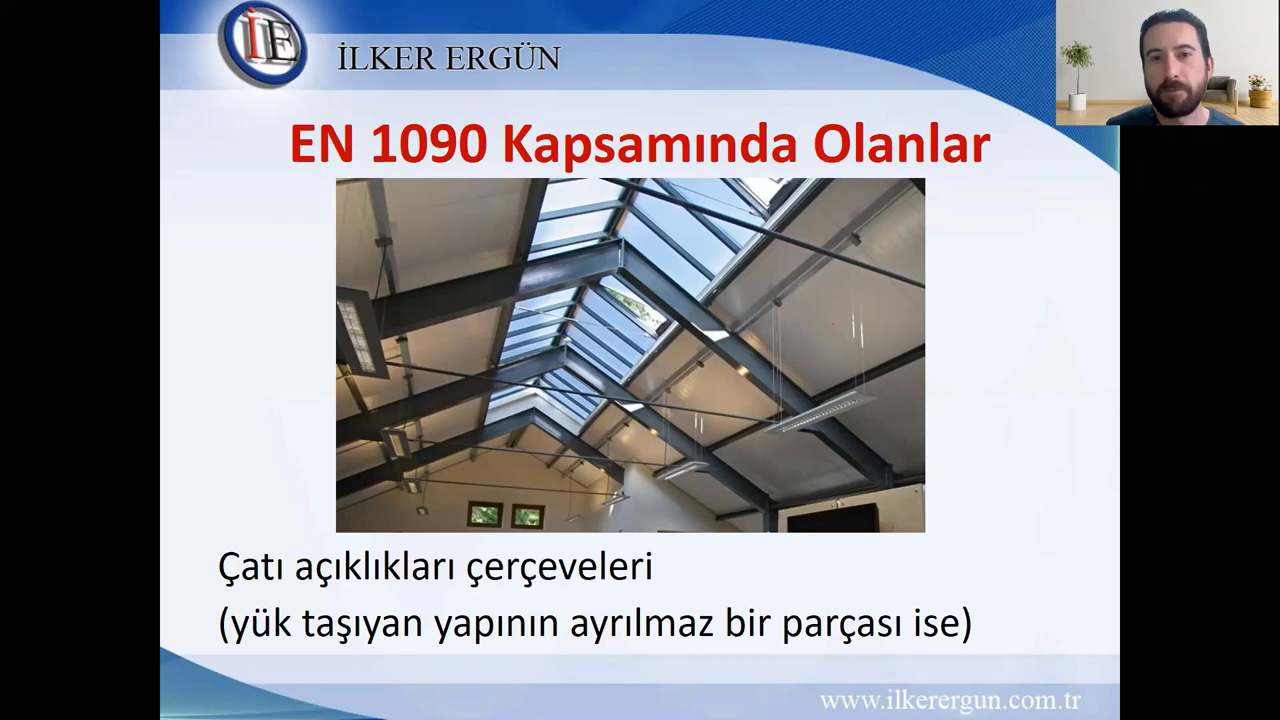 İE
İLKER ERGÜN
EN 1090 Kapsamında Olanlar
Çatı açıklıkları çerçeveleri
(yük taşıyan yapının ayrılmaz bir parçası ise)
www.ilkerergun.com.tr